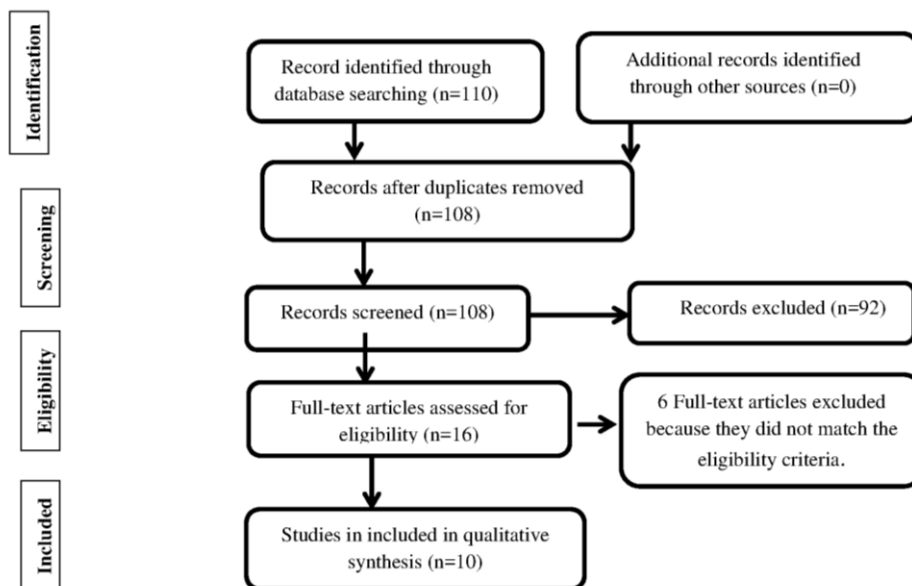 Identification
Record identified through
database searching (n=110)
Additional records identified
through other sources (n=0)
Records after duplicates removed
(n=108)
Screening
Records screened (n=108)
Records excluded (n=92)
Eligibility
Full-text articles assessed for
eligibility (n=16)
6 Full-text articles excluded
because they did not match the
eligibility criteria.
Included
Studies in included in qualitative
synthesis (n=10)